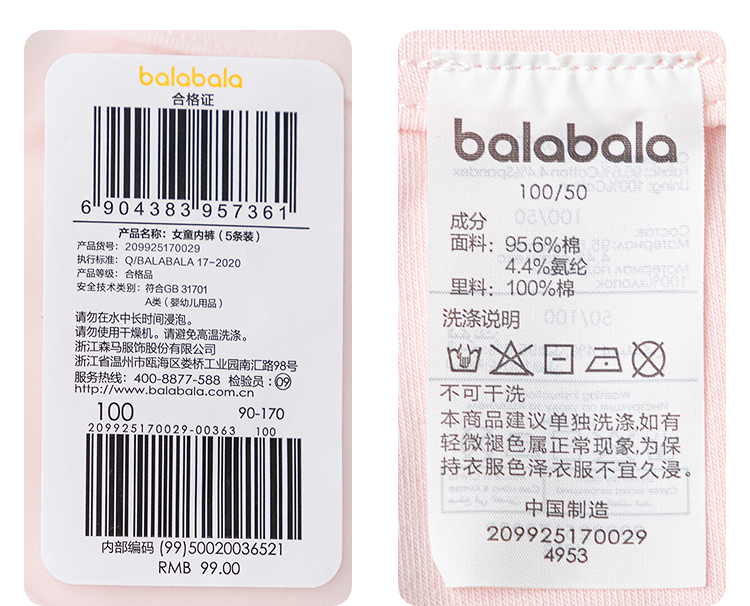 balabala
合格证
6 904383 957361
产品名称：女童内裤（5条装）
产品货号：209925170029
执行标准：Q/BALABALA 17-2020
产品等级：合格品
安全技术类别：符合GB 31701
A类（婴幼儿用品）
请勿在水中长时间浸泡。
请勿使用干燥机。请避免高温洗涤。
浙江森马服饰股份有限公司
浙江省温州市瓯海区娄桥工业园南汇路98号
服务热线：400-8877-588 检验员：09
http://www.balabala.com.cn
100 90-170
209925170029-00363 100
内部编码 (99)50020036521
RMB 99.00
balabala
100/50
成分
面料：95.6%棉
4.4%氨纶
里料：100%棉
洗涤说明
不可干洗
本商品建议单独洗涤,如有
轻微褪色属正常现象,为保
持衣服色泽,衣服不宜久浸。
中国制造
209925170029
4953